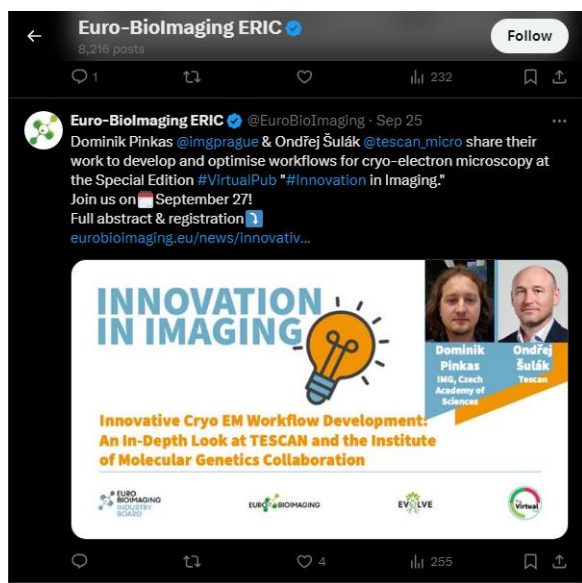 Euro-BioImaging ERIC
8,216 posts
Follow
1
232
Euro-BioImaging ERIC @EuroBioImaging · Sep 25
Dominik Pinkas @imgprague & Ondřej Šulák @tescan_micro share their
work to develop and optimise workflows for cryo-electron microscopy at
the Special Edition #VirtualPub "#Innovation in Imaging."
Join us on September 27!
Full abstract & registration
eurobioimaging.eu/news/innovativ...
INNOVATION
IN IMAGING
Dominik
Pinkas
IMG, Czech
Academy of
Sciences
Ondřej
Šulák
Tescan
Innovative Cryo EM Workflow Development:
An In-Depth Look at TESCAN and the Institute
of Molecular Genetics Collaboration
EURO
BIOIMAGING
INDUSTRY
BOARD
EURO BIOIMAGING
EVOLVE
Virtual
4
255